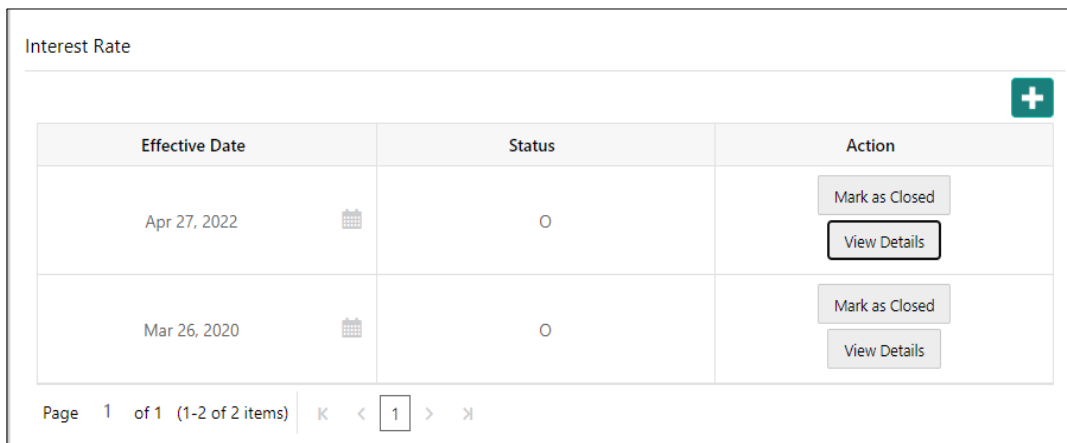 Interest Rate
Effective Date Status Action
Apr 27, 2022 O Mark as Closed
View Details
Mar 26, 2020 O Mark as Closed
View Details
Page 1 of 1 (1-2 of 2 items) 1